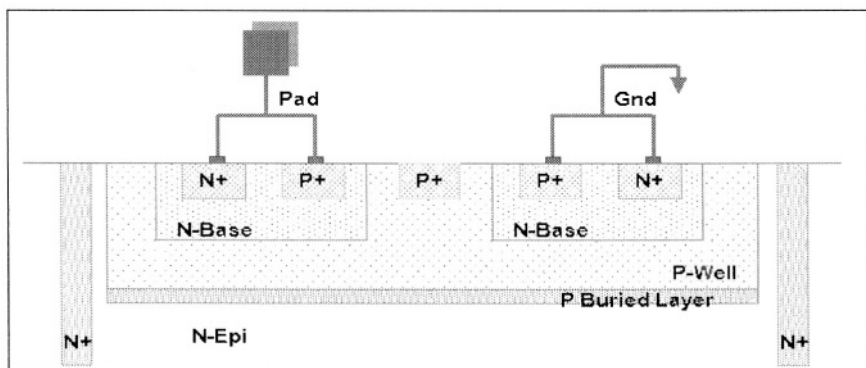 Pad
Gnd
N+ P+ P+ P+ N+
N-Base N-Base
P-Well
P Buried Layer
N+ N-Epi N+